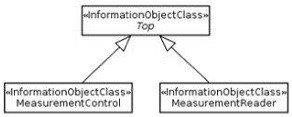 «InformationObjectClass»
Top
«InformationObjectClass»
MeasurementControl
«InformationObjectClass»
MeasurementReader